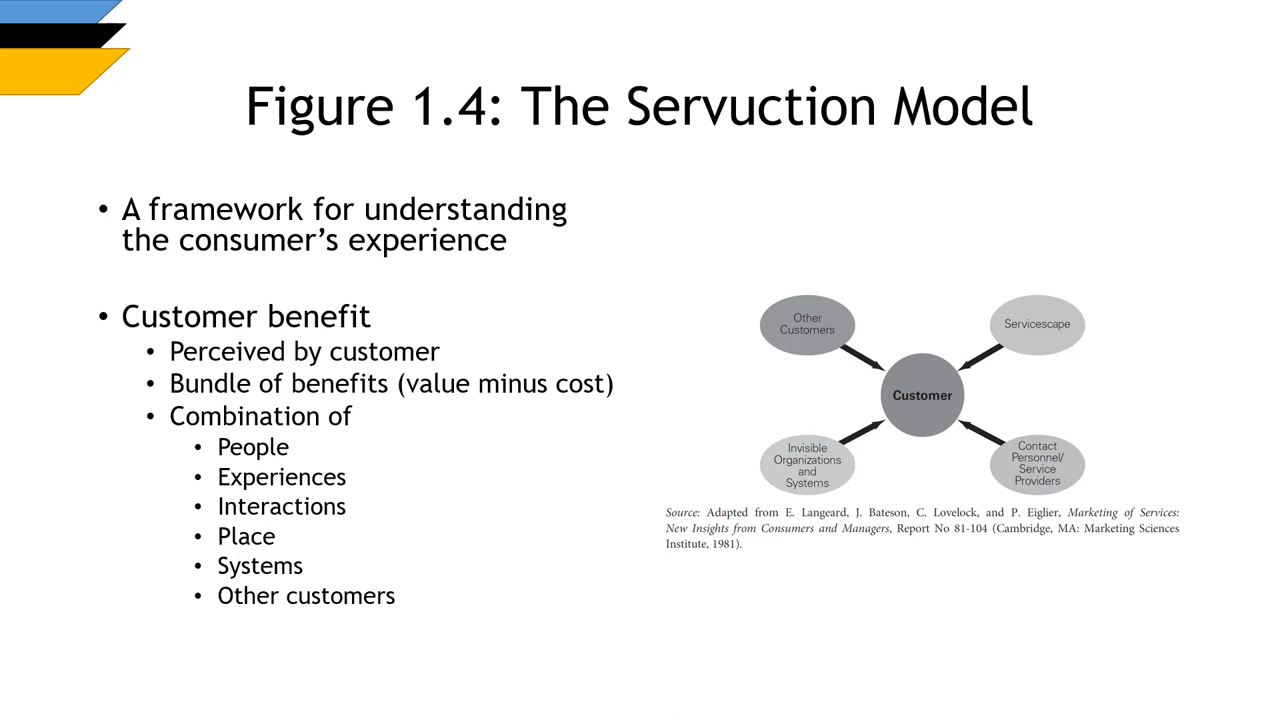 Figure 1.4: The Servuction Model
• A framework for understanding
the consumer’s experience
• Customer benefit
• Perceived by customer
• Bundle of benefits (value minus cost)
• Combination of
• People
• Experiences
• Interactions
• Place
• Systems
• Other customers
Other
Customers
Servicescape
Customer
Invisible
Organizations
and
Systems
Contact
Personnel/
Service
Providers
Source: Adapted from E. Langeard, J. Bateson, C. Lovelock, and P. Eiglier, Marketing of Services:
New Insights from Consumers and Managers, Report No 81-104 (Cambridge, MA: Marketing Sciences
Institute, 1981).